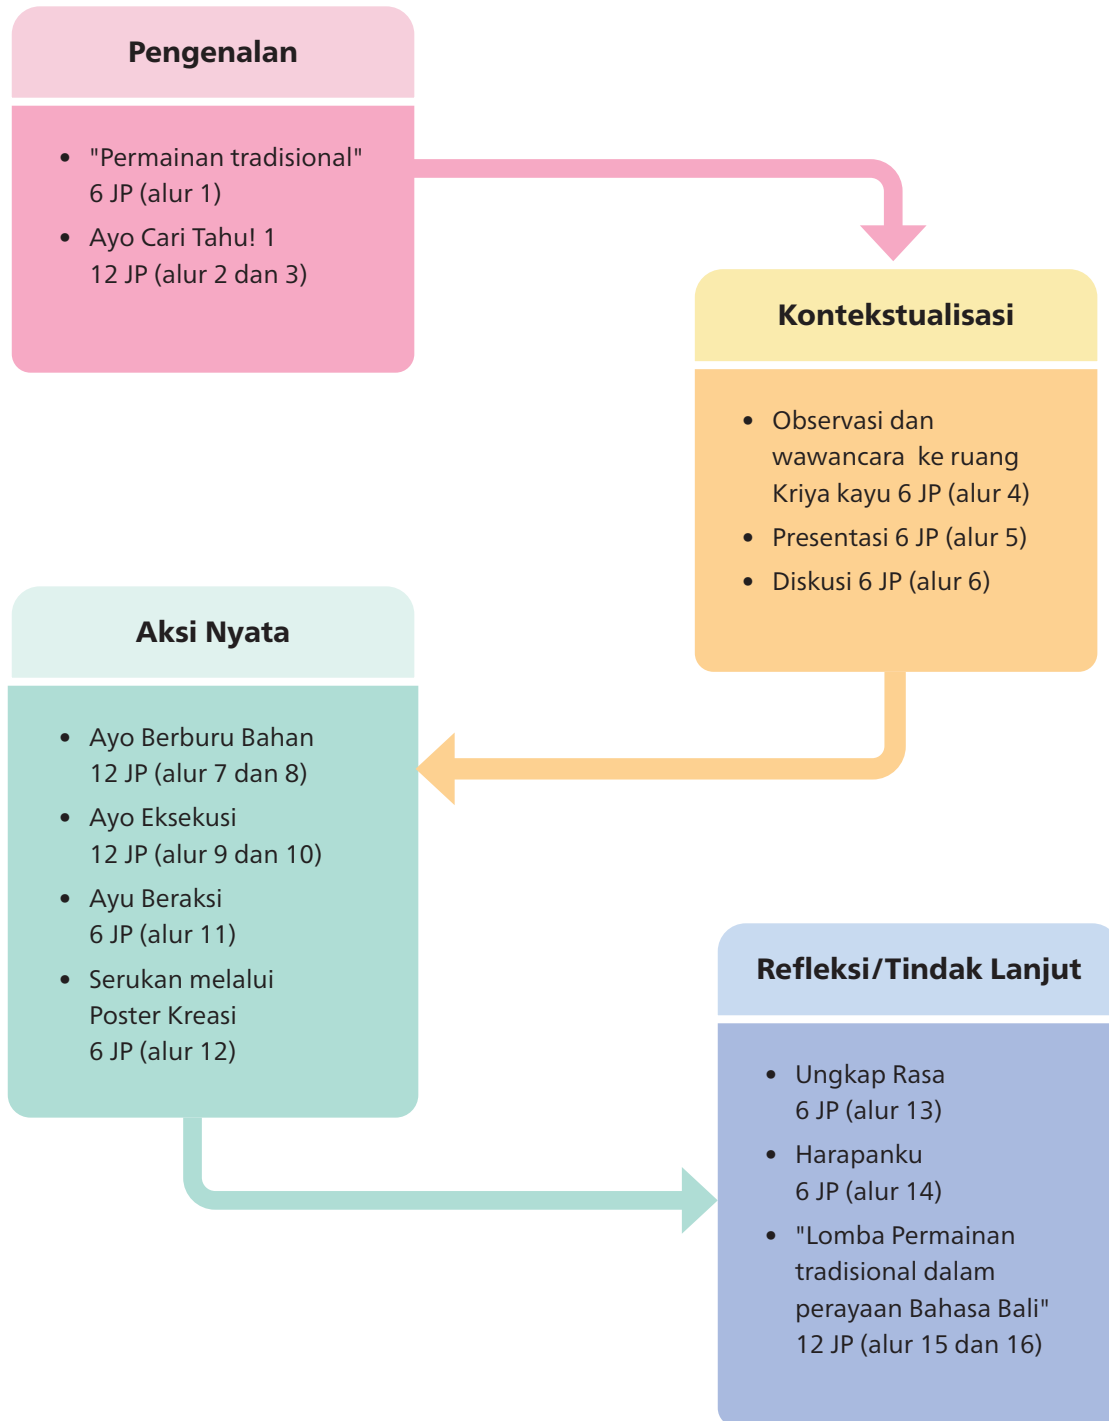 Pengenalan
• "Permainan tradisional"
6 JP (alur 1)
• Ayo Cari Tahu! 1
12 JP (alur 2 dan 3)
Kontekstualisasi
• Observasi dan
wawancara ke ruang
Kriya kayu 6 JP (alur 4)
• Presentasi 6 JP (alur 5)
• Diskusi 6 JP (alur 6)
Aksi Nyata
• Ayo Berburu Bahan
12 JP (alur 7 dan 8)
• Ayo Eksekusi
12 JP (alur 9 dan 10)
• Ayu Beraksi
6 JP (alur 11)
• Serukan melalui
Poster Kreasi
6 JP (alur 12)
Refleksi/Tindak Lanjut
• Ungkap Rasa
6 JP (alur 13)
• Harapanku
6 JP (alur 14)
• "Lomba Permainan
tradisional dalam
perayaan Bahasa Bali"
12 JP (alur 15 dan 16)